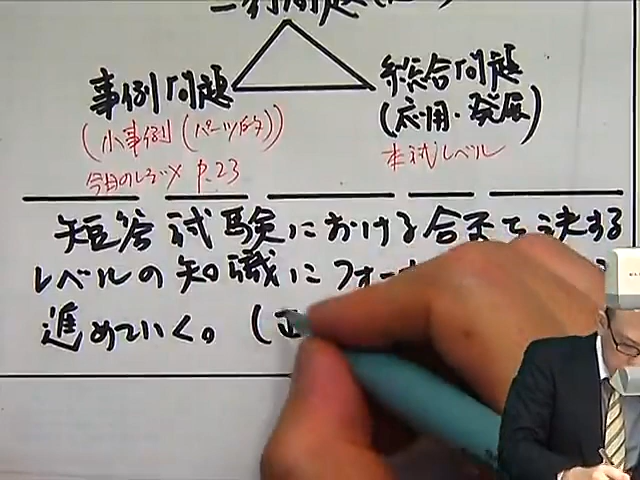 事例問題
(小事例(パーツ的))
今日のレジメ P.23
総合問題
(応用・発展)
本試レベル
短答試験における合否を決する
レベルの知識にフォー
進めていく。(正